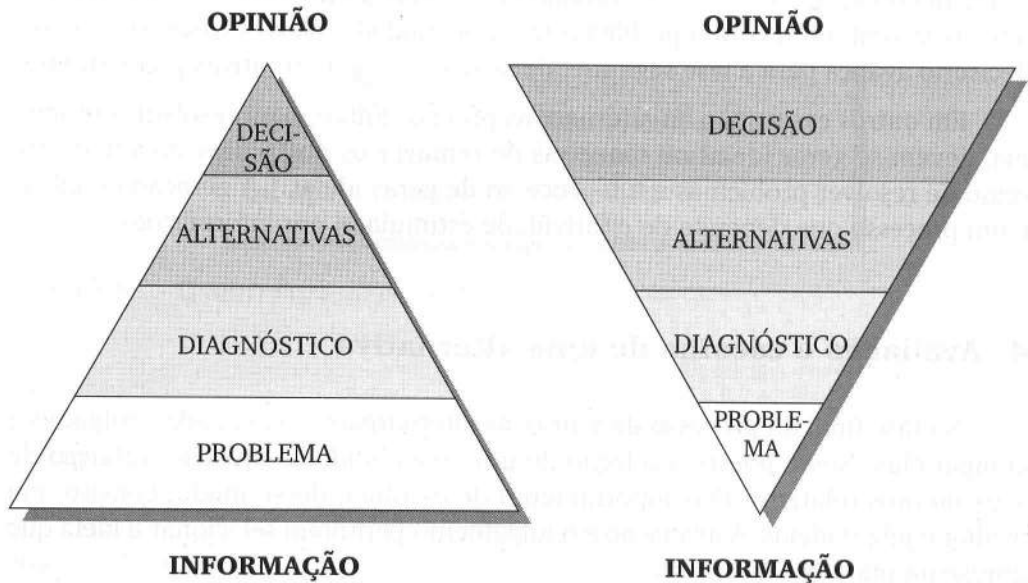 OPINIÃO
DECI-
SÃO
ALTERNATIVAS
DIAGNÓSTICO
PROBLEMA
INFORMAÇÃO
OPINIÃO
DECISÃO
ALTERNATIVAS
DIAGNÓSTICO
PROBLE-
MA
INFORMAÇÃO